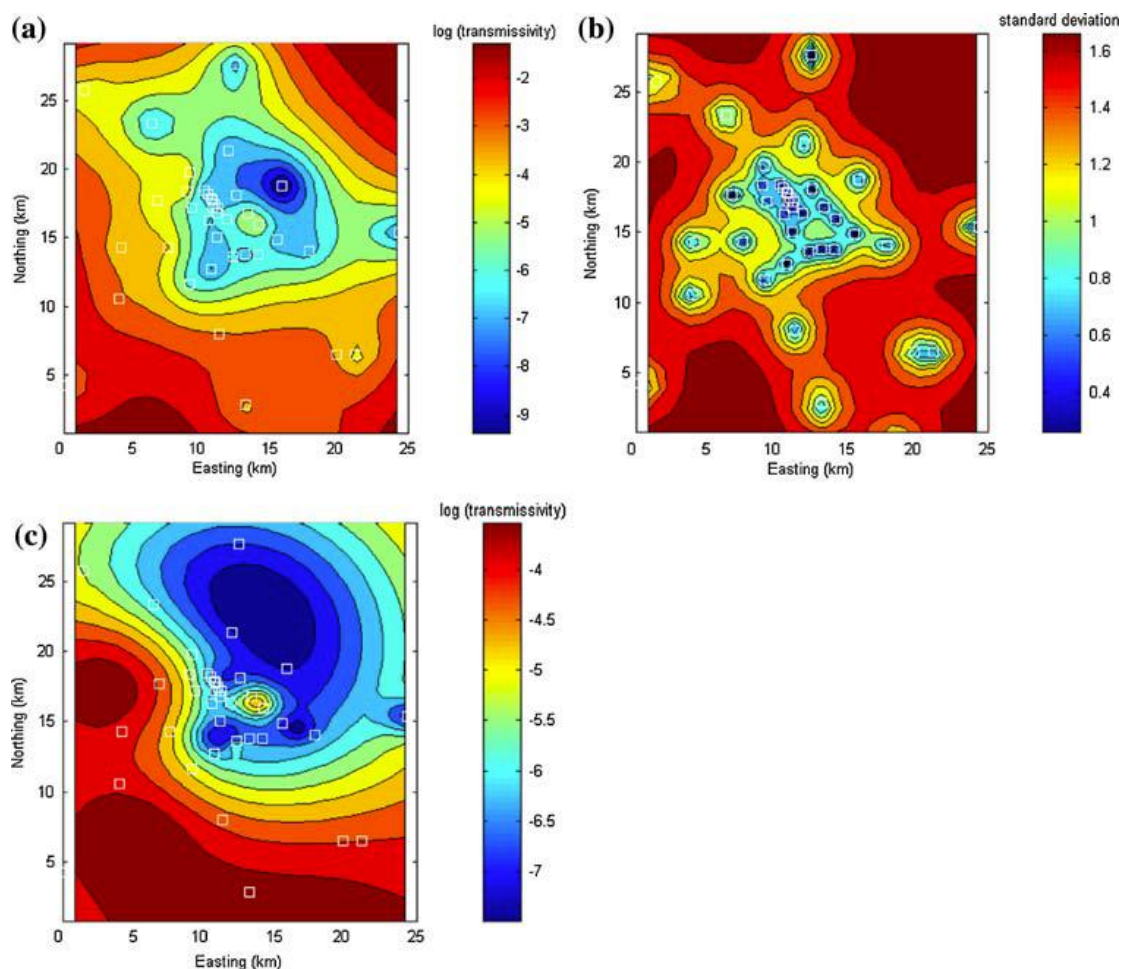 (a)
log (transmissivity)
25
20
15
10
5
0 5 10 15 20 25
Northing (km)
Easting (km)
-2
-3
-4
-5
-6
-7
-8
-9
(b)
standard deviation
25
20
15
10
5
0 5 10 15 20 25
Northing (km)
Easting (km)
1.6
1.4
1.2
1
0.8
0.6
0.4
(c)
log (transmissivity)
25
20
15
10
5
0 5 10 15 20 25
Northing (km)
Easting (km)
-4
-4.5
-5
-5.5
-6
-6.5
-7